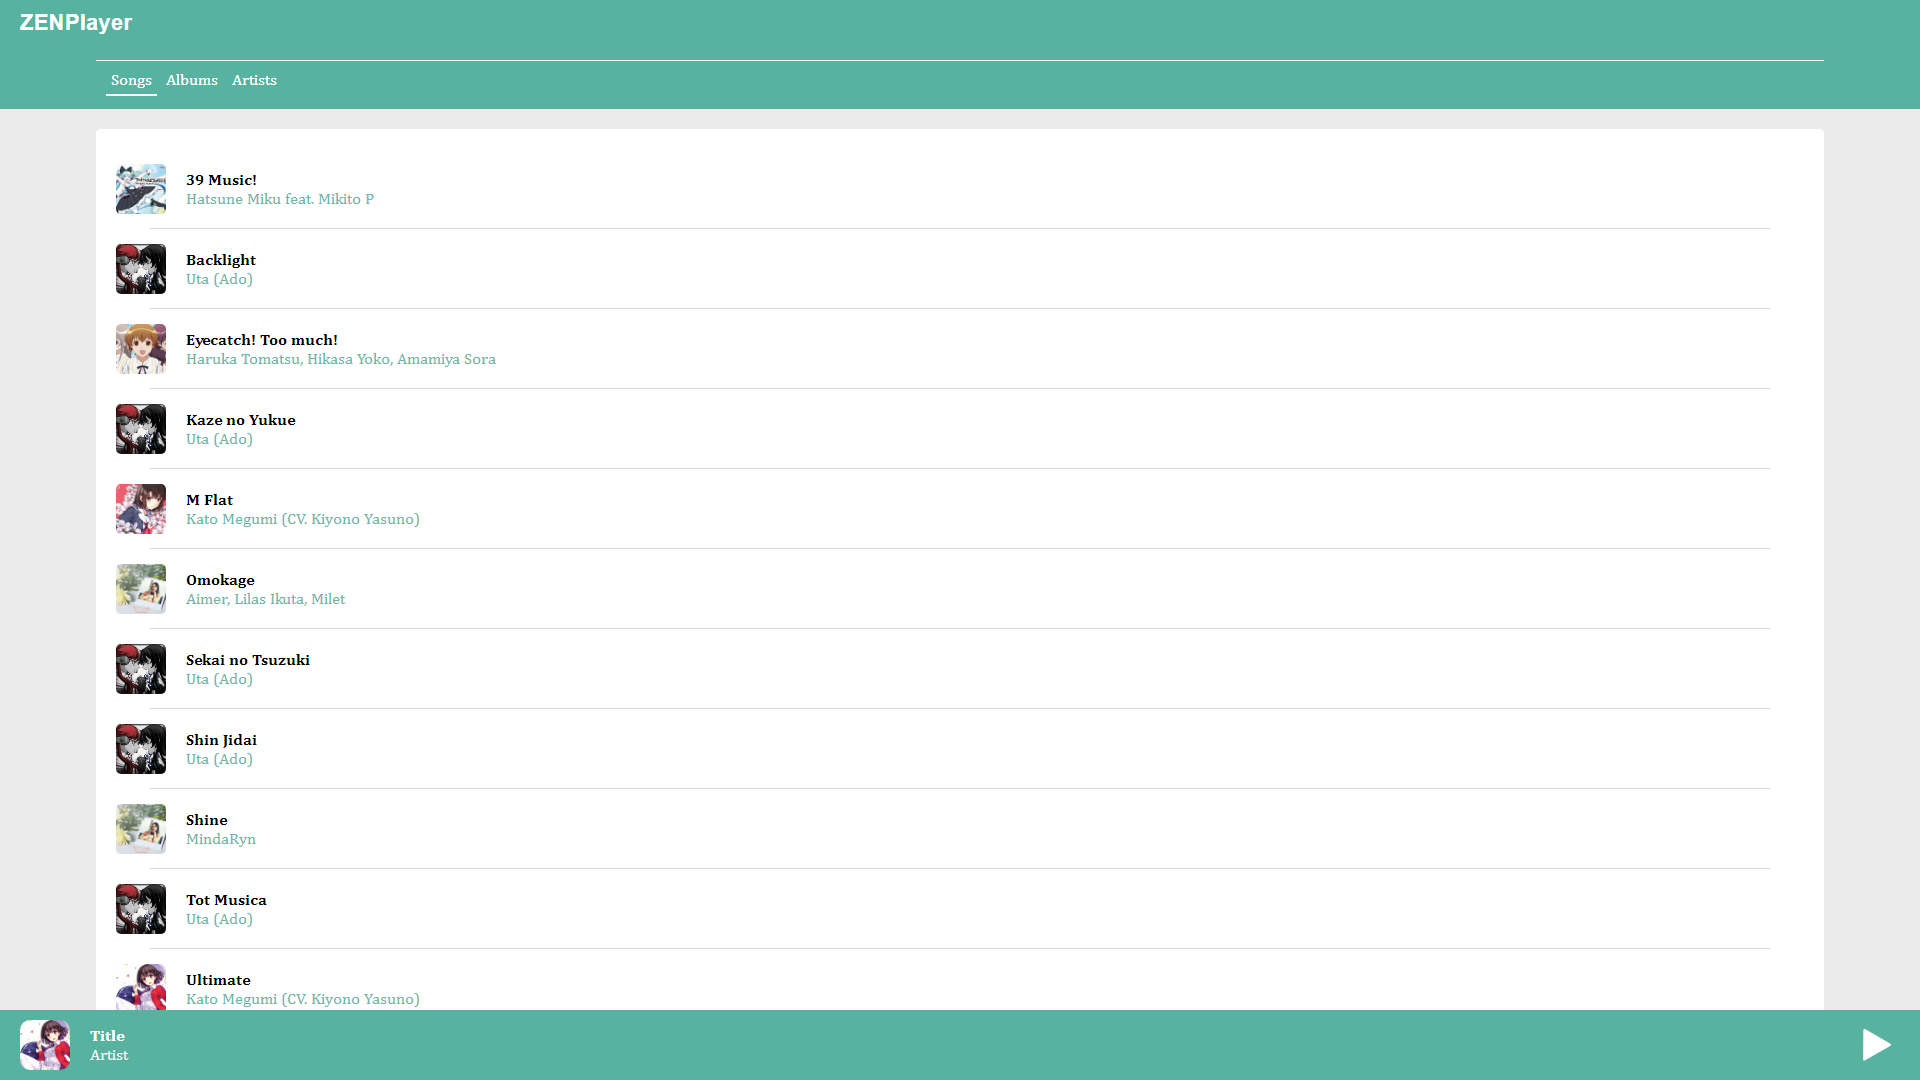 ZENPlayer
Songs Albums Artists
39 Music!
Hatsune Miku feat. Mikito P
Backlight
Uta (Ado)
Eyecatch! Too much!
Haruka Tomatsu, Hikasa Yoko, Amamiya Sora
Kaze no Yukue
Uta (Ado)
M Flat
Kato Megumi (CV. Kiyono Yasuno)
Omokage
Aimer, Lilas Ikuta, Milet
Sekai no Tsuzuki
Uta (Ado)
Shin Jidai
Uta (Ado)
Shine
MindaRyn
Tot Musica
Uta (Ado)
Ultimate
Kato Megumi (CV. Kiyono Yasuno)
Title
Artist